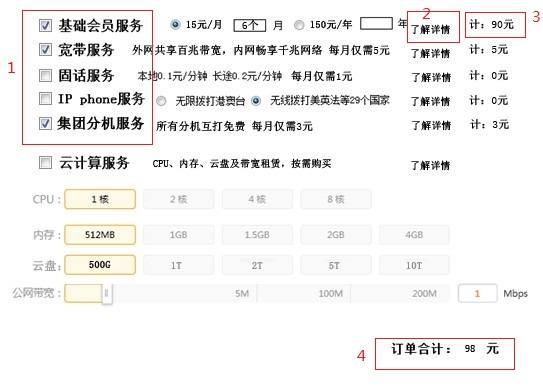 2 3
基础会员服务 15元/月 6个 月 150元/年 年 了解详情 计：90元
宽带服务 外网共享百兆带宽，内网畅享千兆网络 每月仅需5元 了解详情 计：5元
1
固话服务 本地0.1元/分钟 长途0.2元/分钟 每月仅需1元 了解详情 计：0元
IP phone服务 无限拨打港澳台 无线拨打美英法等29个国家 了解详情 计：0元
集团分机服务 所有分机互打免费 每月仅需3元 了解详情 计：3元
云计算服务 CPU、内存、云盘及带宽租赁，按需购买 了解详情
CPU： 1 核 2 核 4 核 8 核
内存： 512MB 1GB 1.5GB 2GB 4GB
云盘： 500G 1T 2T 5T 10T
公网带宽： 5M 100M 200M 1 Mbps
4 订单合计： 98 元